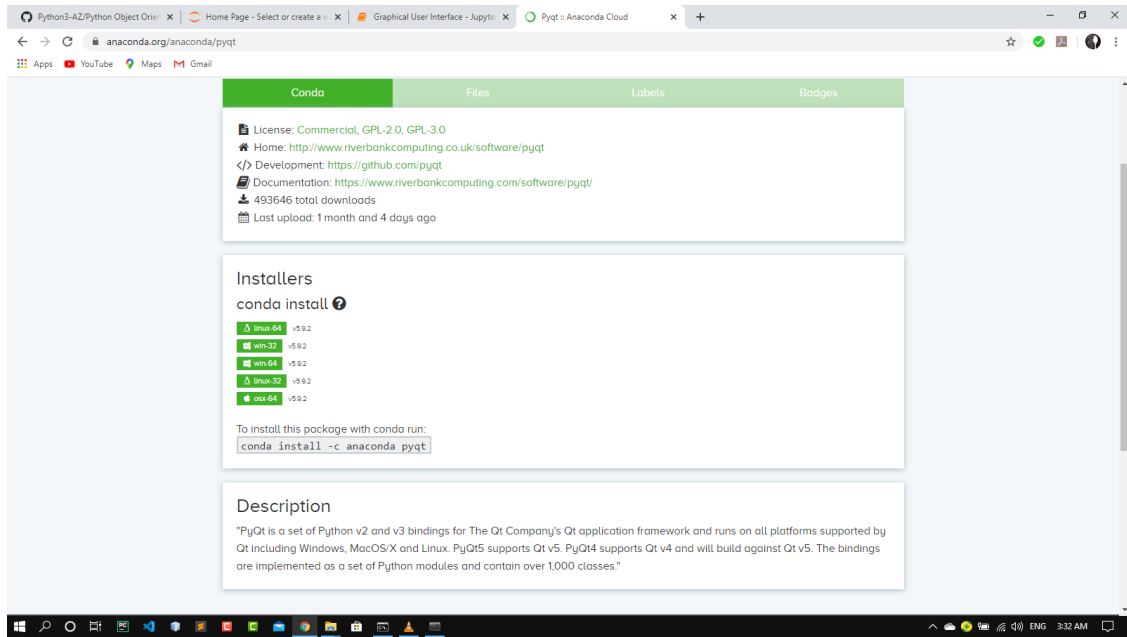 Python3-AZ/Python Object Orien
Home Page - Select or create a n
Graphical User Interface - Jupyte
Pyqt :: Anaconda Cloud
anaconda.org/anaconda/pyqt
Apps
YouTube
Maps
Gmail
Conda
Files
Labels
Badges
License: Commercial, GPL-2.0, GPL-3.0
Home: http://www.riverbankcomputing.co.uk/software/pyqt
</> Development: https://github.com/pyqt
Documentation: https://www.riverbankcomputing.com/software/pyqt/
493646 total downloads
Last upload: 1 month and 4 days ago
Installers
conda install ?
linux-64 v5.9.2
win-32 v5.9.2
win-64 v5.9.2
linux-32 v5.9.2
osx-64 v5.9.2
To install this package with conda run:
conda install -c anaconda pyqt
Description
"PyQt is a set of Python v2 and v3 bindings for The Qt Company's Qt application framework and runs on all platforms supported by
Qt including Windows, MacOS/X and Linux. PyQt5 supports Qt v5. PyQt4 supports Qt v4 and will build against Qt v5. The bindings
are implemented as a set of Python modules and contain over 1,000 classes."
ENG 3:32 AM